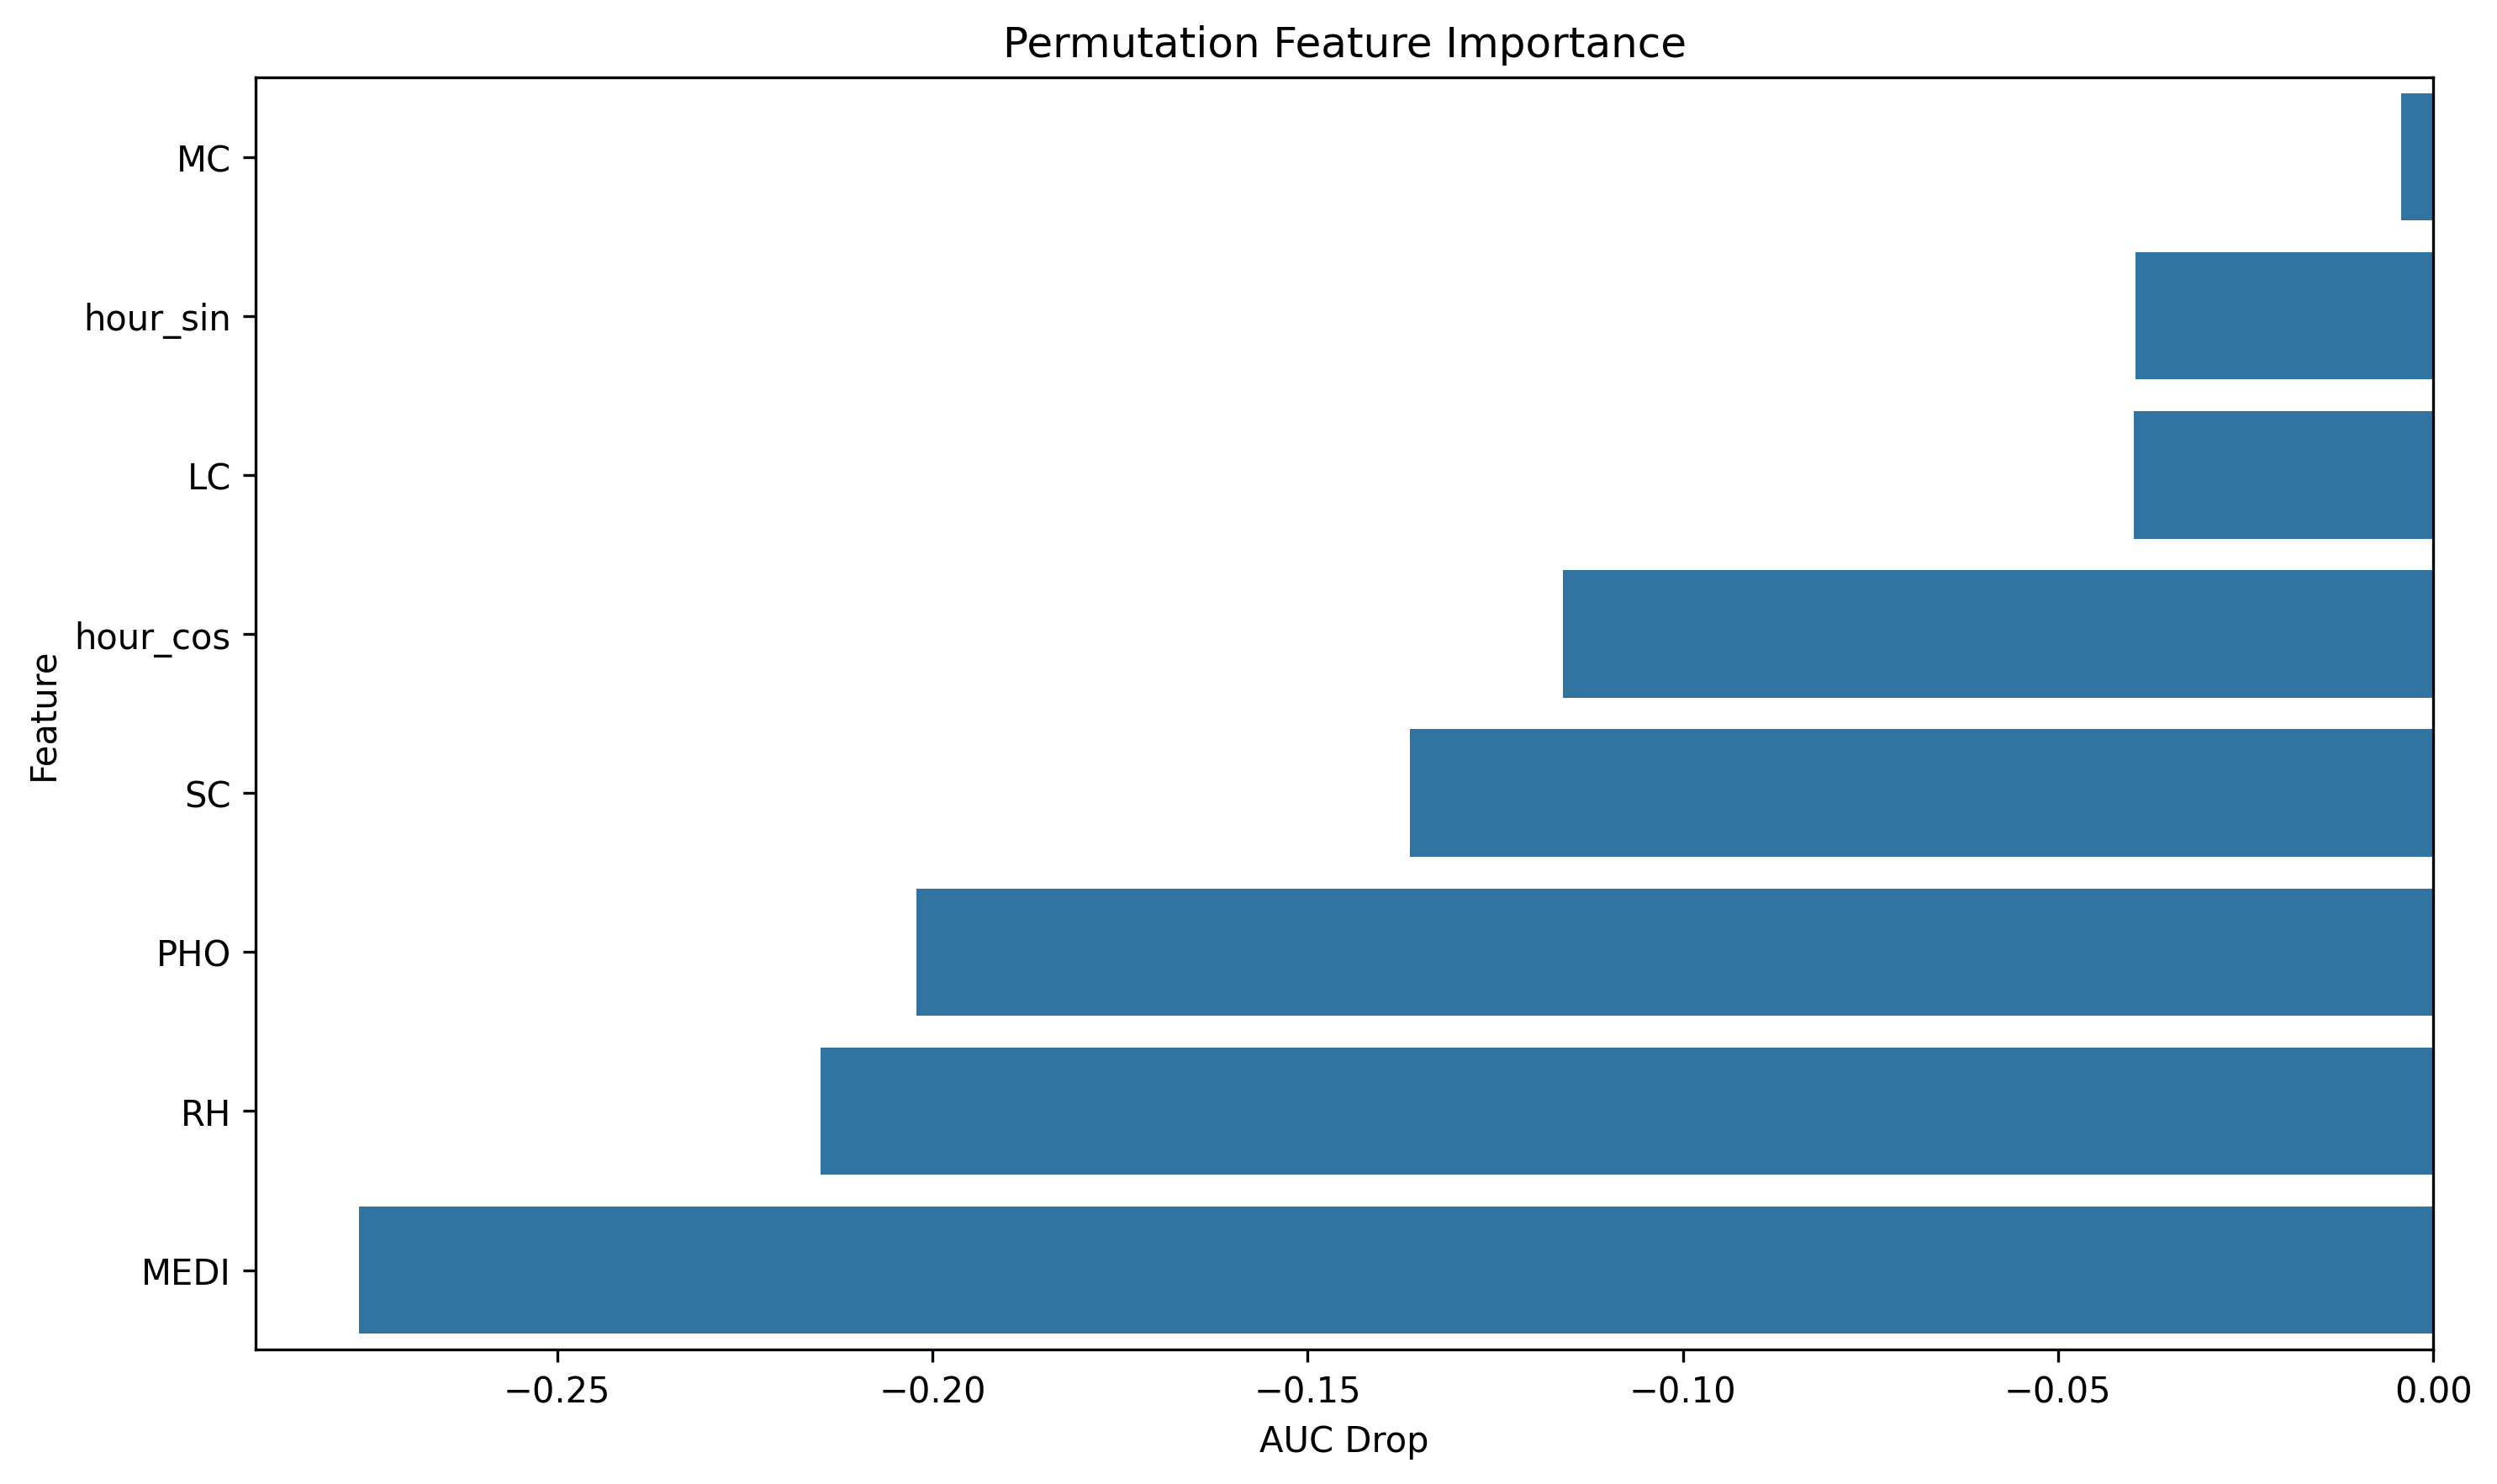 Permutation Feature Importance
MC
hour_sin
LC
hour_cos
SC
PHO
RH
MEDI
Feature
−0.25
−0.20
−0.15
−0.10
−0.05
0.00
AUC Drop